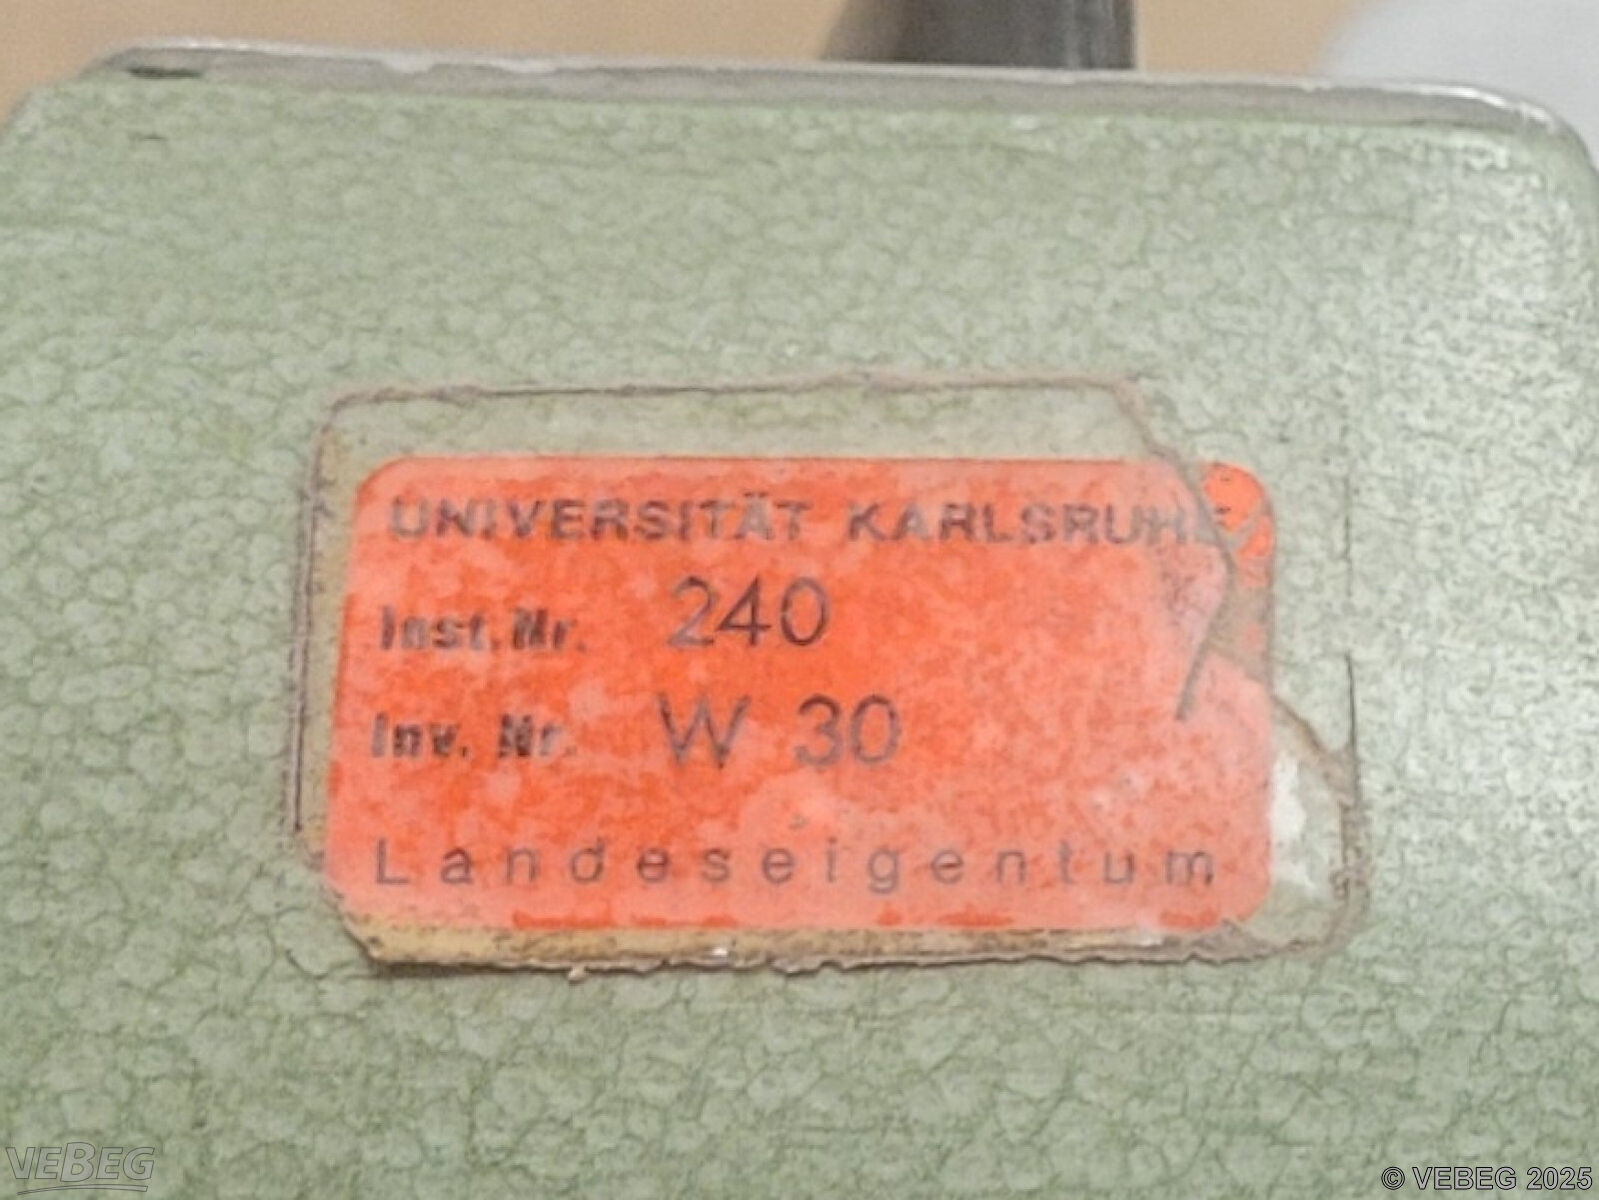 UNIVERSITÄT KARLSRUHE
Inst. Nr. 240
Inv. Nr. W 30
Landeseigentum
VEBEG
© VEBEG 2025